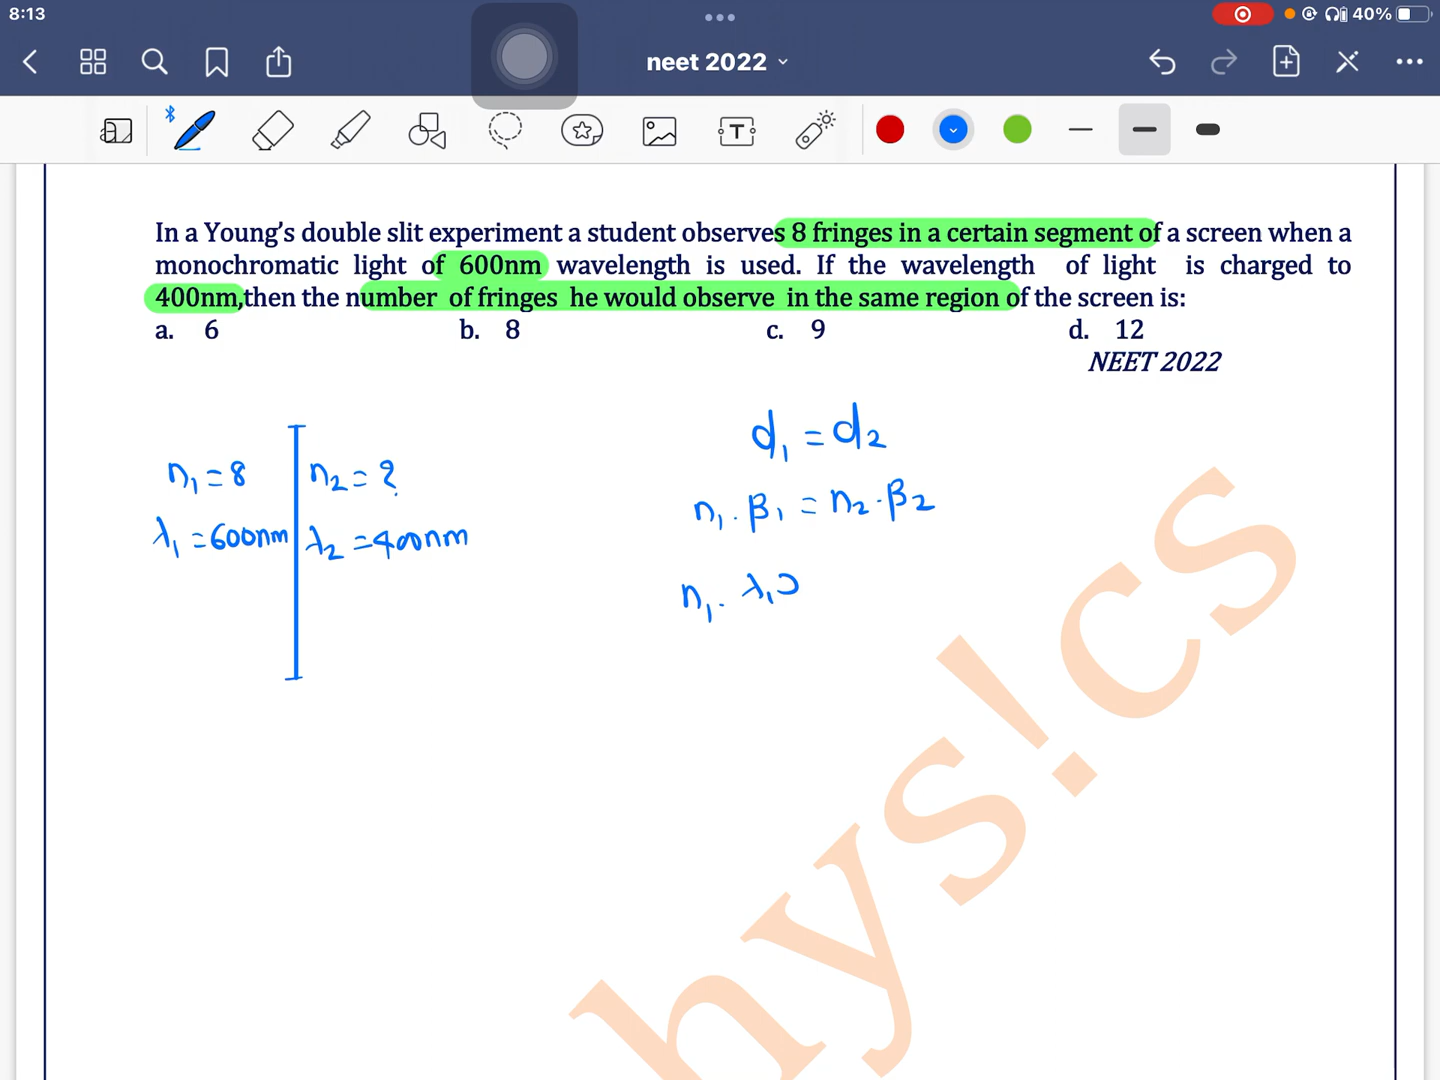 8:13
40%
neet 2022
T
In a Young's double slit experiment a student observes 8 fringes in a certain segment of a screen when a
monochromatic light of 600nm wavelength is used. If the wavelength of light is charged to
400nm,then the number of fringes he would observe in the same region of the screen is:
a. 6 b. 8 c. 9 d. 12
NEET 2022
n₁ = 8
λ₁ = 600nm
n₂ = ?
λ₂ = 400nm
d₁ = d₂
n₁ . β₁ = n₂ . β₂
n₁ . λ₁
hys!cs